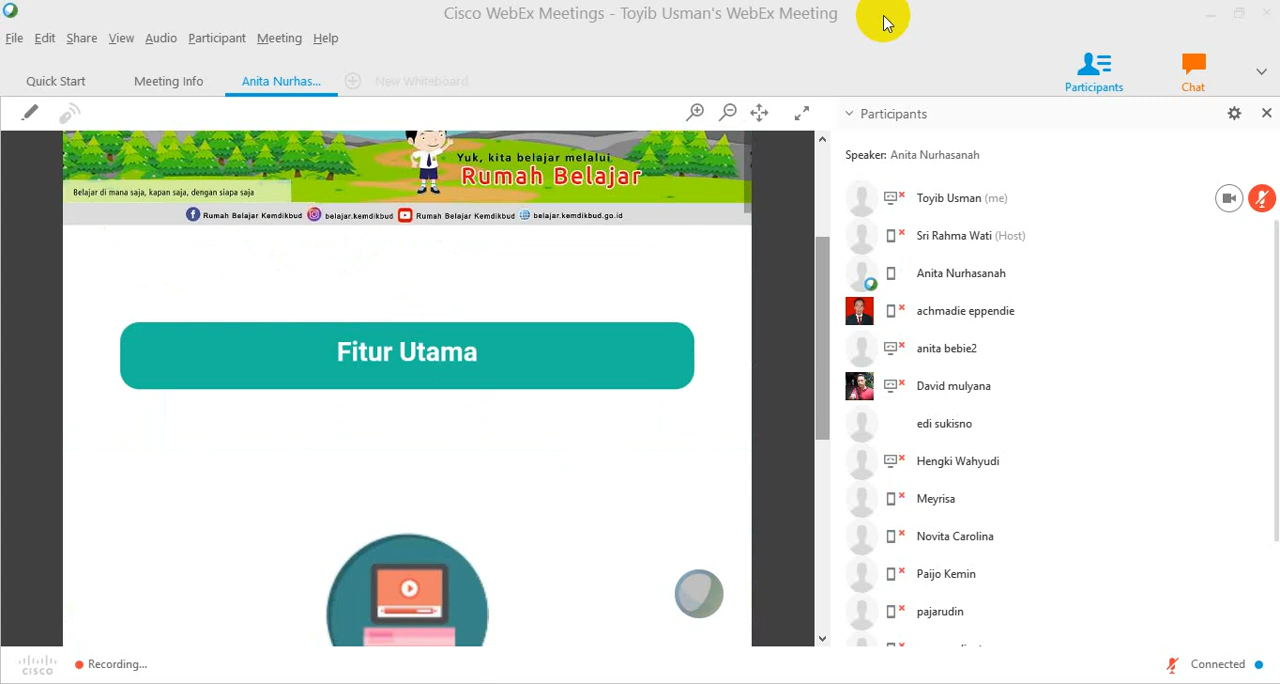 Cisco WebEx Meetings - Toyib Usman's WebEx Meeting
File Edit Share View Audio Participant Meeting Help
Quick Start Meeting Info Anita Nurhas... New Whiteboard
Participants Chat
Participants
Speaker: Anita Nurhasanah
Toyib Usman (me)
Sri Rahma Wati (Host)
Anita Nurhasanah
achmadie eppendie
anita bebie2
David mulyana
edi sukisno
Hengki Wahyudi
Meyrisa
Novita Carolina
Paijo Kemin
pajarudin
Yuk, kita belajar melalui
Rumah Belajar
Belajar di mana saja, kapan saja, dengan siapa saja
Rumah Belajar Kemdikbud belajar.kemdikbud Rumah Belajar Kemdikbud belajar.kemdikbud.go.id
Fitur Utama
CISCO Recording... Connected